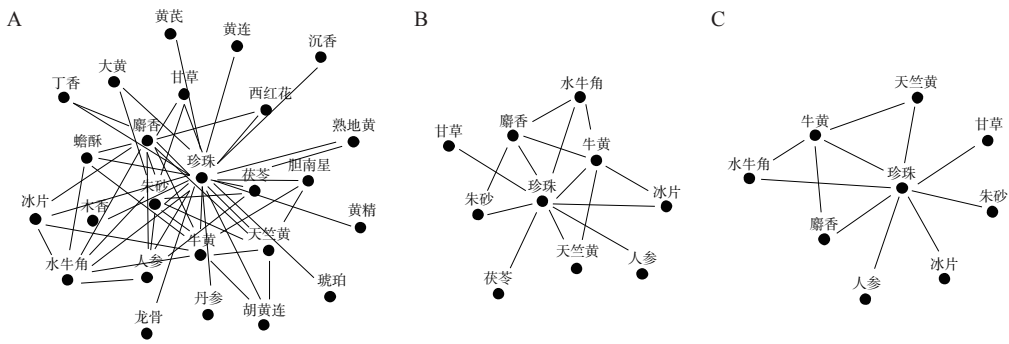 A
B
C
黄芪
黄连
沉香
丁香
大黄
甘草
西红花
麝香
熟地黄
蟾酥
珍珠
胆南星
朱砂
茯苓
冰片
木香
黄精
牛黄
天竺黄
水牛角
人参
琥珀
丹参
胡黄连
龙骨
水牛角
麝香
甘草
牛黄
珍珠
朱砂
冰片
天竺黄
人参
茯苓
天竺黄
牛黄
甘草
水牛角
珍珠
朱砂
麝香
冰片
人参